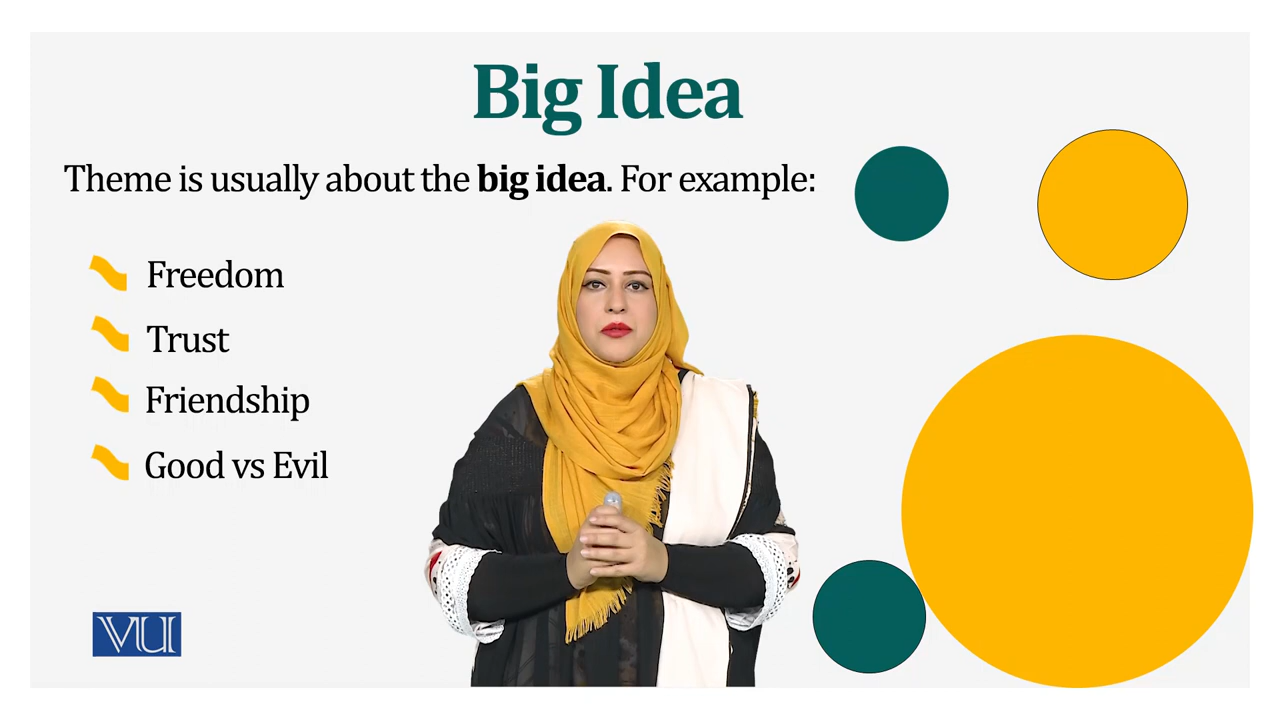 Big Idea
Theme is usually about the big idea. For example:
Freedom
Trust
Friendship
Good vs Evil
VU